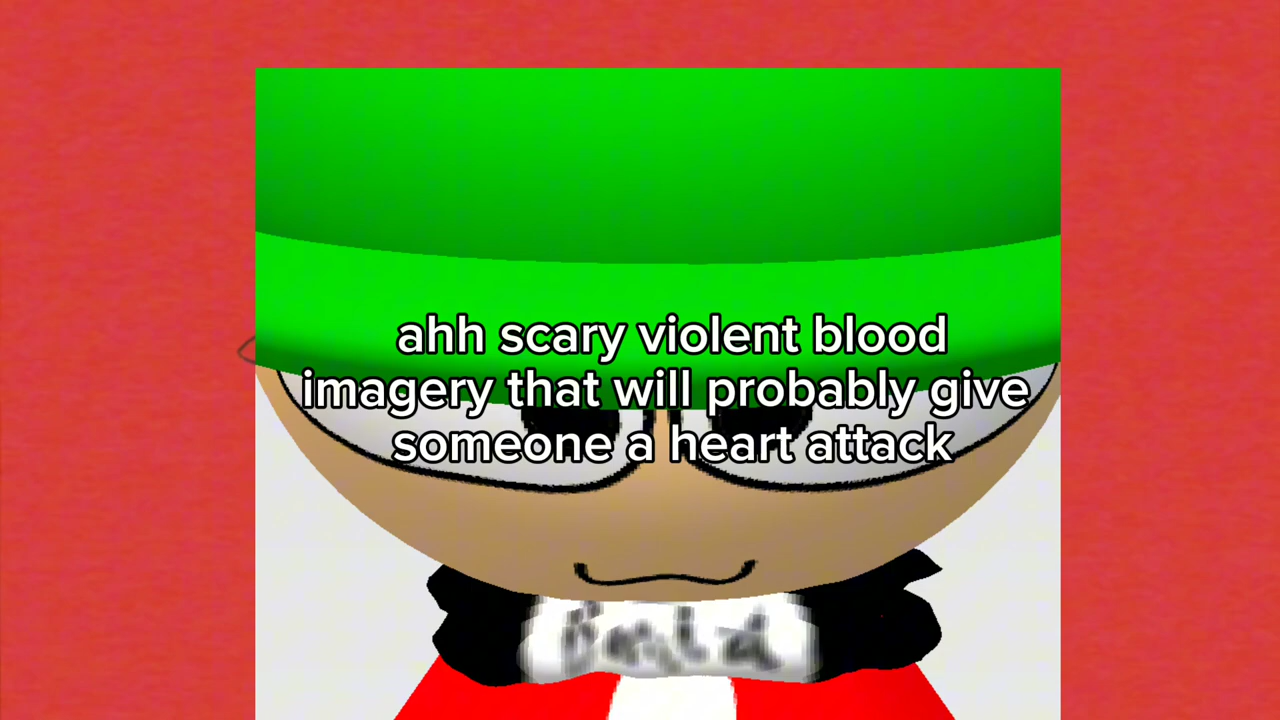 ahh scary violent blood
imagery that will probably give
someone a heart attack